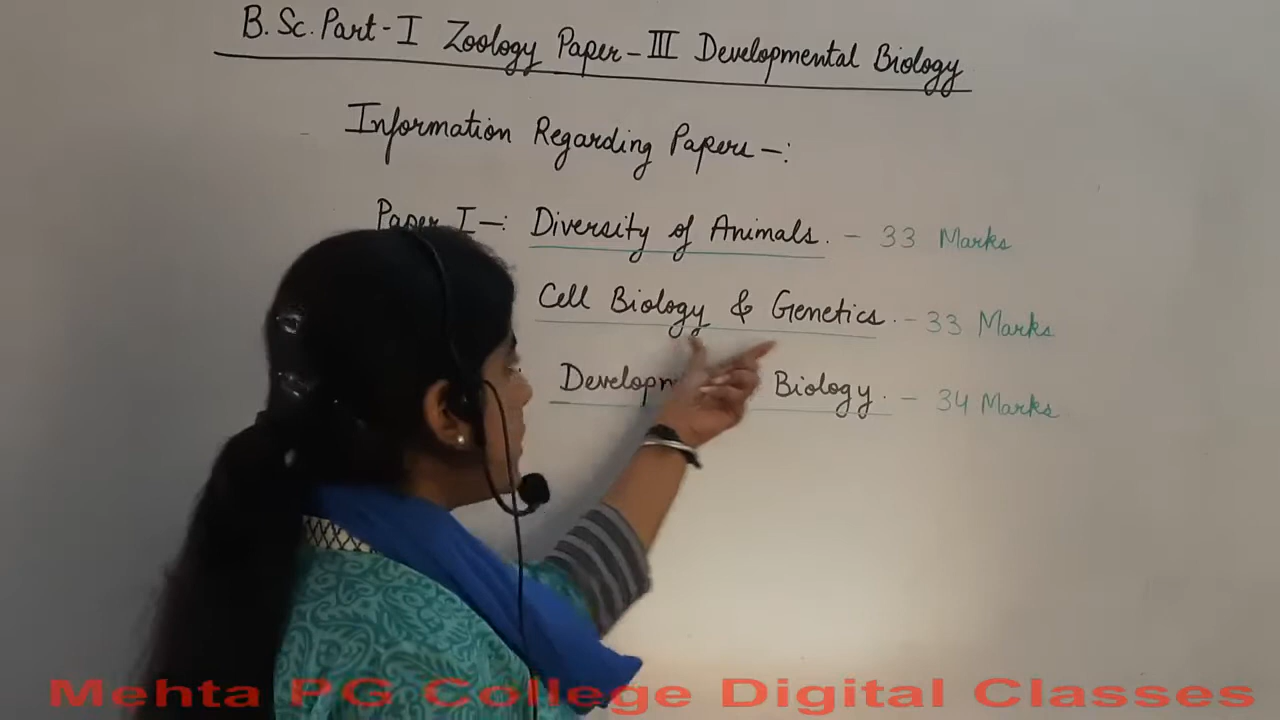 B.Sc. Part-I Zoology Paper-III Developmental Biology
Information Regarding Papers -:
Paper I-: Diversity of Animals. - 33 Marks
Cell Biology & Genetics. - 33 Marks
Biology. - 34 Marks
Mehta PG College Digital Classes